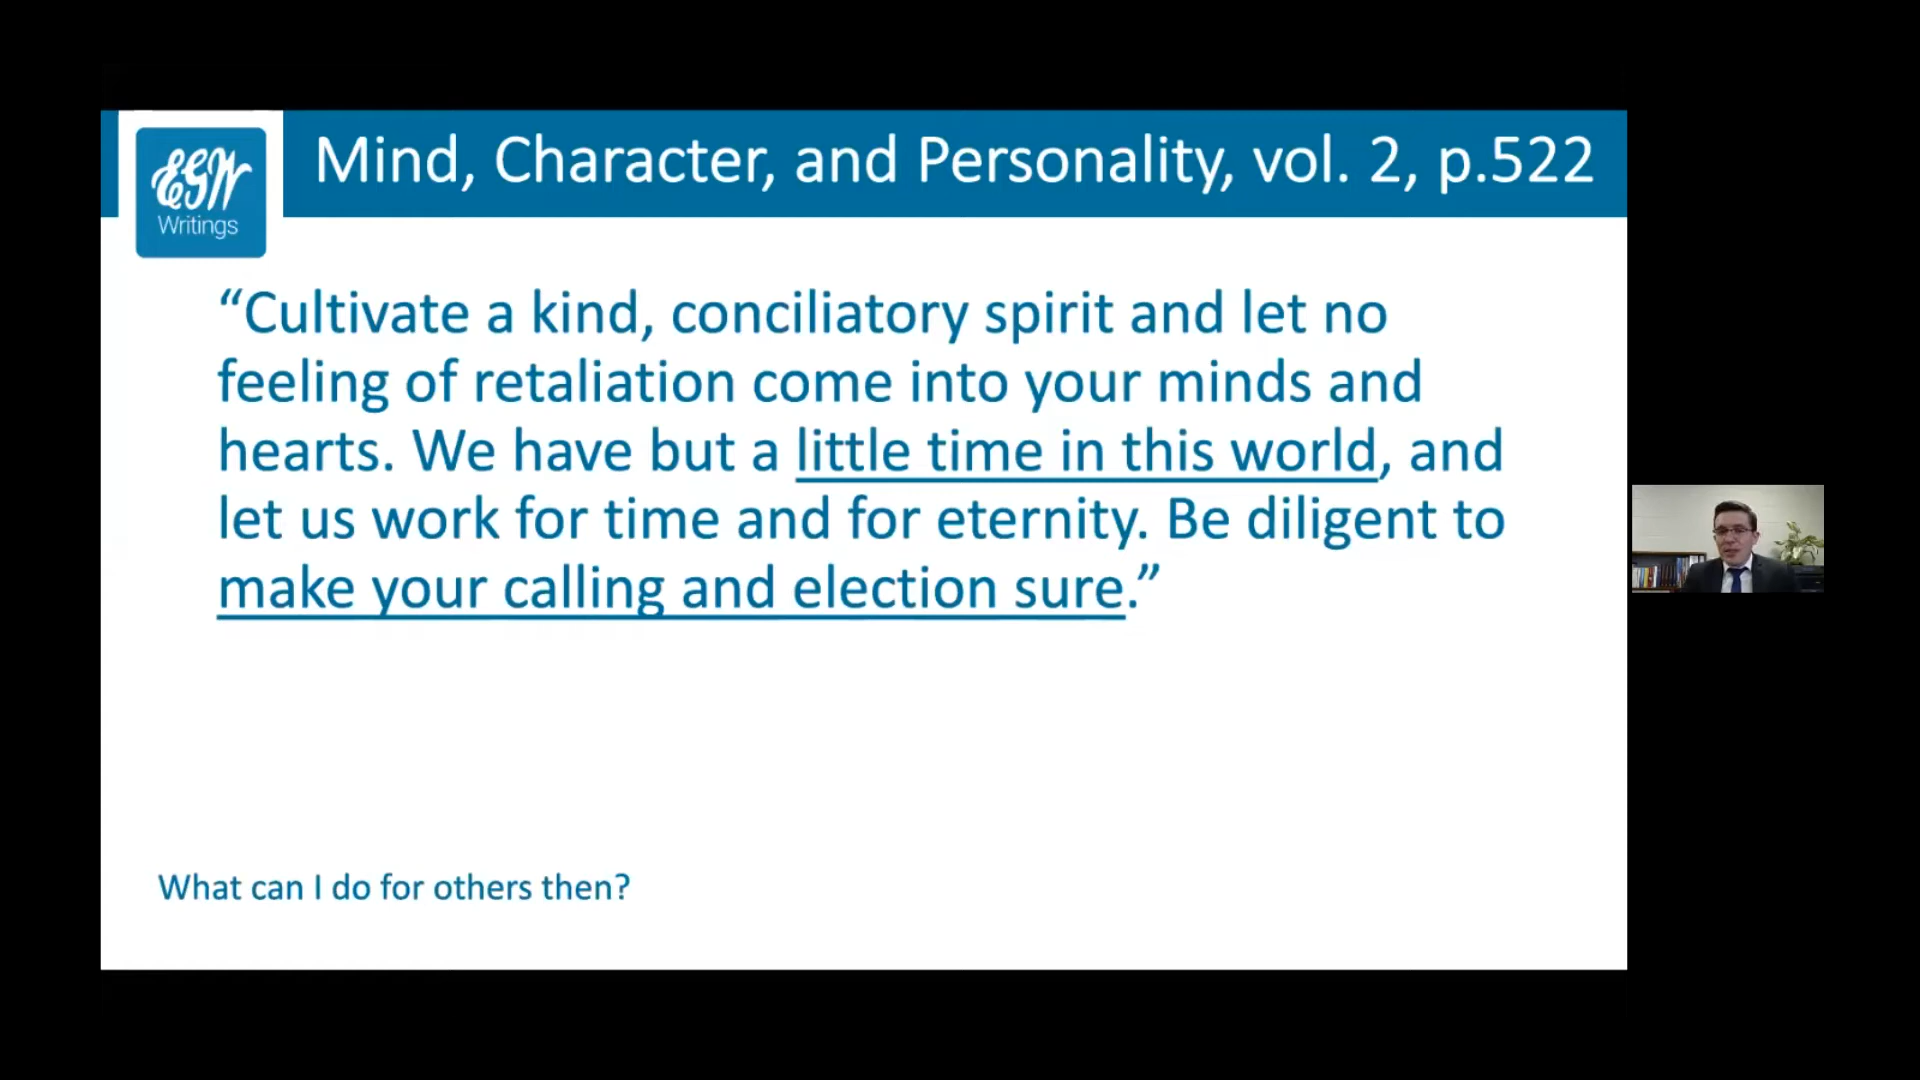 EGW
Writings
Mind, Character, and Personality, vol. 2, p.522
“Cultivate a kind, conciliatory spirit and let no
feeling of retaliation come into your minds and
hearts. We have but a little time in this world, and
let us work for time and for eternity. Be diligent to
make your calling and election sure.”
What can I do for others then?